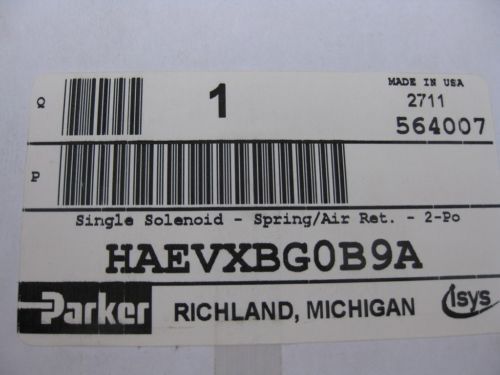 Q
1
MADE IN USA
2711
564007
P
Single Solenoid - Spring/Air Ret. - 2-Po
HAEVXBG0B9A
Parker
RICHLAND, MICHIGAN
Isys